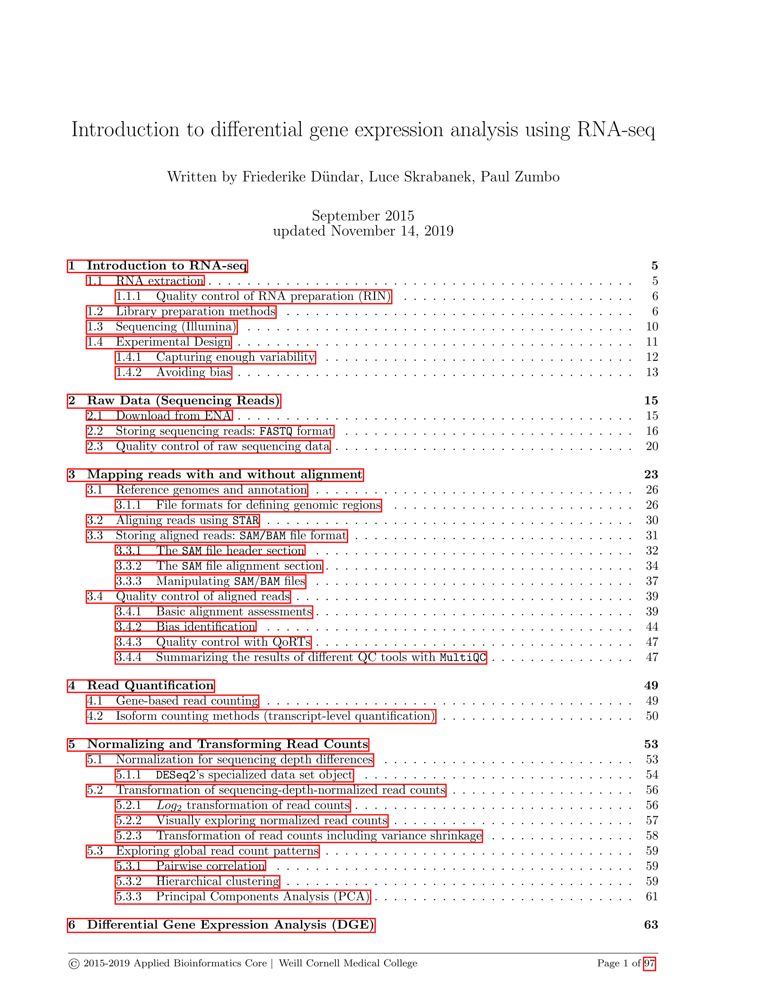 Introduction to differential gene expression analysis using RNA-seq
Written by Friederike Dündar, Luce Skrabanek, Paul Zumbo
September 2015
updated November 14, 2019
1 Introduction to RNA-seq 5
1.1 RNA extraction . . . . . . . . . . . . . . . . . . . . 5
1.1.1 Quality control of RNA preparation (RIN) . . . . . . . . . . . . . . . . . . . . 6
1.2 Library preparation methods . . . . . . . . . . . . . . . . . . . . 6
1.3 Sequencing (Illumina) . . . . . . . . . . . . . . . . . . . . 10
1.4 Experimental Design . . . . . . . . . . . . . . . . . . . . 11
1.4.1 Capturing enough variability . . . . . . . . . . . . . . . . . . . . 12
1.4.2 Avoiding bias . . . . . . . . . . . . . . . . . . . . 13
2 Raw Data (Sequencing Reads) 15
2.1 Download from ENA . . . . . . . . . . . . . . . . . . . . 15
2.2 Storing sequencing reads: FASTQ format . . . . . . . . . . . . . . . . . . . . 16
2.3 Quality control of raw sequencing data . . . . . . . . . . . . . . . . . . . . 20
3 Mapping reads with and without alignment 23
3.1 Reference genomes and annotation . . . . . . . . . . . . . . . . . . . . 26
3.1.1 File formats for defining genomic regions . . . . . . . . . . . . . . . . . . . . 26
3.2 Aligning reads using STAR . . . . . . . . . . . . . . . . . . . . 30
3.3 Storing aligned reads: SAM/BAM file format . . . . . . . . . . . . . . . . . . . . 31
3.3.1 The SAM file header section . . . . . . . . . . . . . . . . . . . . 32
3.3.2 The SAM file alignment section . . . . . . . . . . . . . . . . . . . . 34
3.3.3 Manipulating SAM/BAM files . . . . . . . . . . . . . . . . . . . . 37
3.4 Quality control of aligned reads . . . . . . . . . . . . . . . . . . . . 39
3.4.1 Basic alignment assessments . . . . . . . . . . . . . . . . . . . . 39
3.4.2 Bias identification . . . . . . . . . . . . . . . . . . . . 44
3.4.3 Quality control with QoRTs . . . . . . . . . . . . . . . . . . . . 47
3.4.4 Summarizing the results of different QC tools with MultiQC . . . . . . . . . . . . . . . 47
4 Read Quantification 49
4.1 Gene-based read counting . . . . . . . . . . . . . . . . . . . . 49
4.2 Isoform counting methods (transcript-level quantification) . . . . . . . . . . . . . . . . . . . . 50
5 Normalizing and Transforming Read Counts 53
5.1 Normalization for sequencing depth differences . . . . . . . . . . . . . . . . . . . . 53
5.1.1 DESeq2's specialized data set object . . . . . . . . . . . . . . . . . . . . 54
5.2 Transformation of sequencing-depth-normalized read counts . . . . . . . . . . . . . . . . . . . 56
5.2.1 Log₂ transformation of read counts . . . . . . . . . . . . . . . . . . . . 56
5.2.2 Visually exploring normalized read counts . . . . . . . . . . . . . . . . . . . . 57
5.2.3 Transformation of read counts including variance shrinkage . . . . . . . . . . . . . . . 58
5.3 Exploring global read count patterns . . . . . . . . . . . . . . . . . . . . 59
5.3.1 Pairwise correlation . . . . . . . . . . . . . . . . . . . . 59
5.3.2 Hierarchical clustering . . . . . . . . . . . . . . . . . . . . 59
5.3.3 Principal Components Analysis (PCA) . . . . . . . . . . . . . . . . . . . . 61
6 Differential Gene Expression Analysis (DGE) 63
© 2015-2019 Applied Bioinformatics Core | Weill Cornell Medical College Page 1 of 97